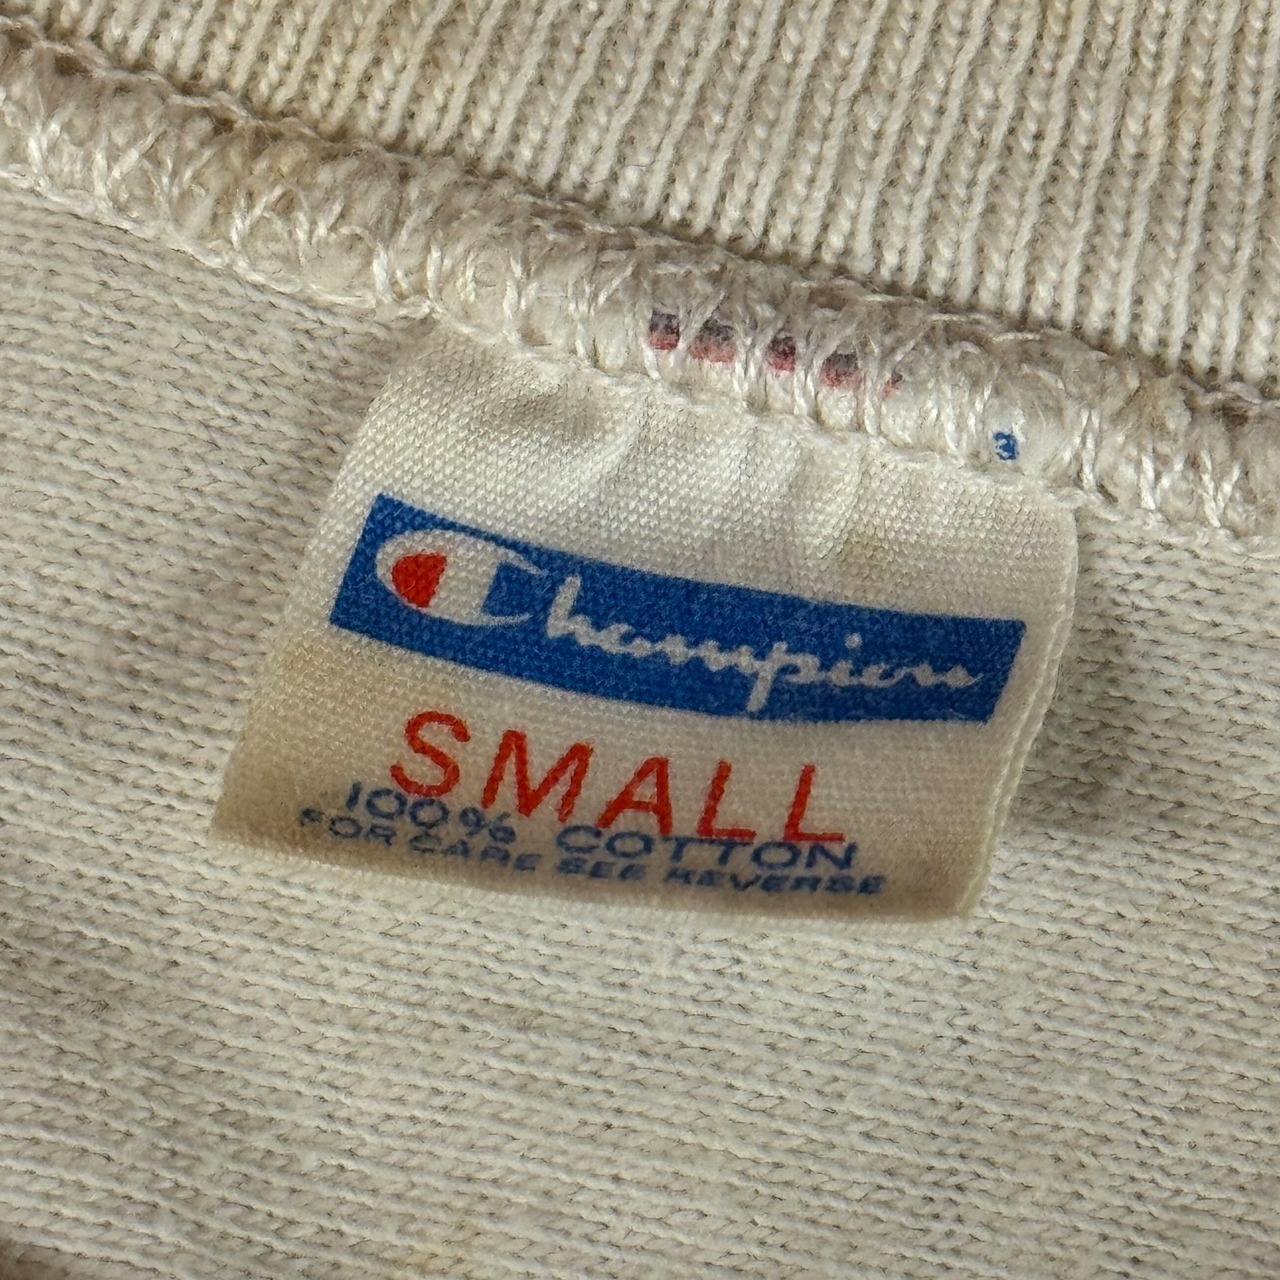 Champion
SMALL
100% COTTON
FOR CARE SEE REVERSE